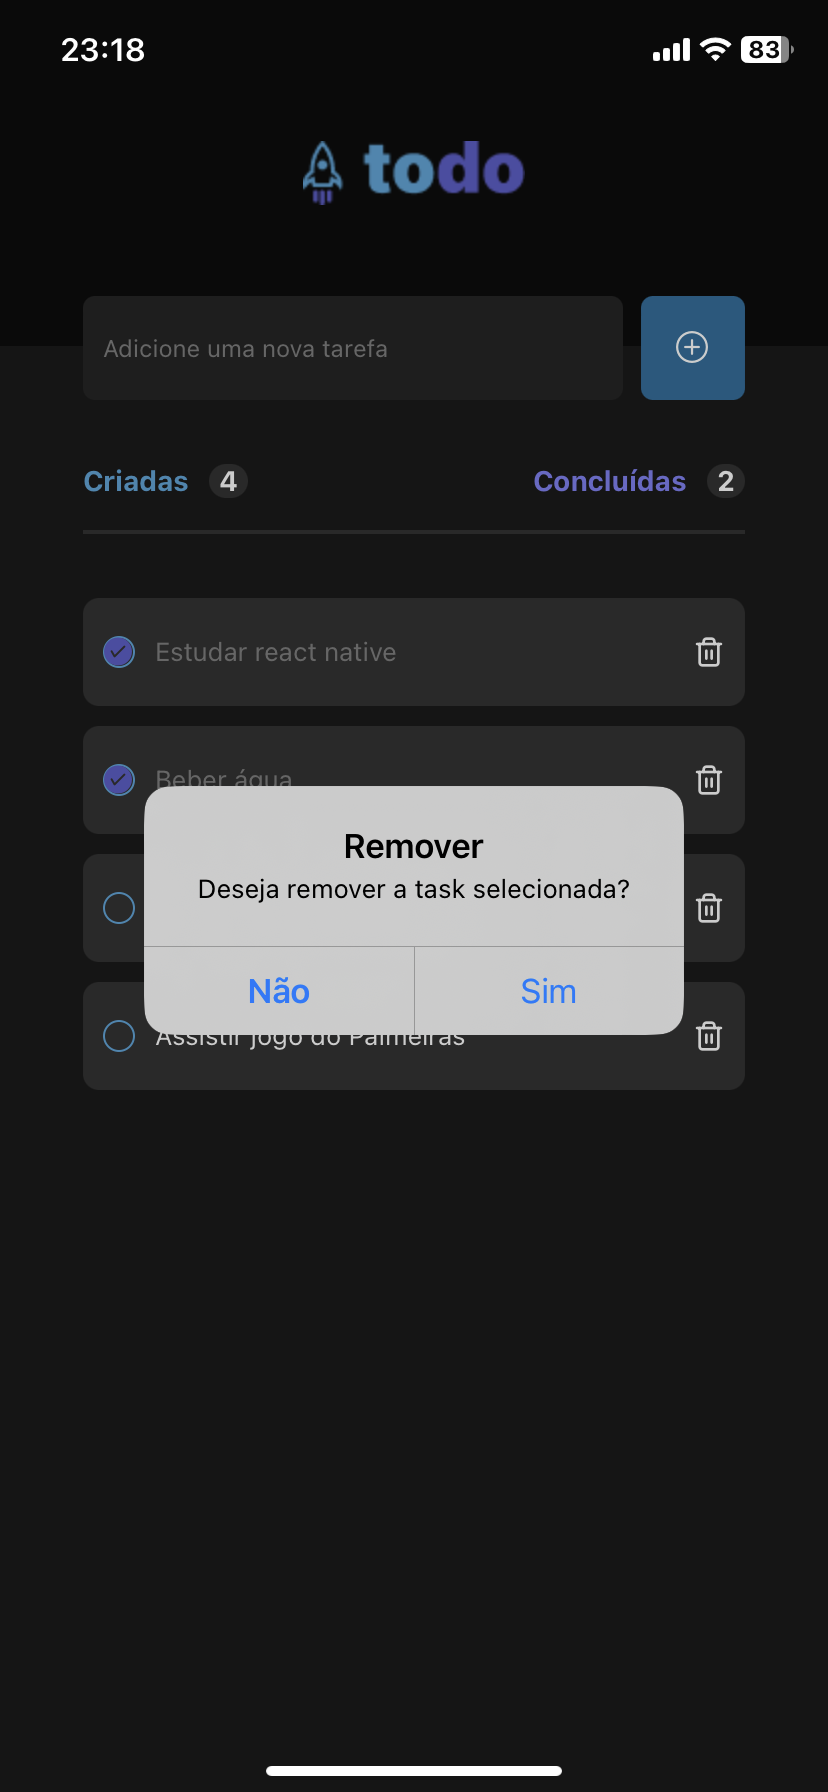 23:18
83
todo
Adicione uma nova tarefa
Criadas 4
Concluídas 2
Estudar react native
Beber água
Remover
Deseja remover a task selecionada?
Não
Sim
Assistir jogo do Palmeiras